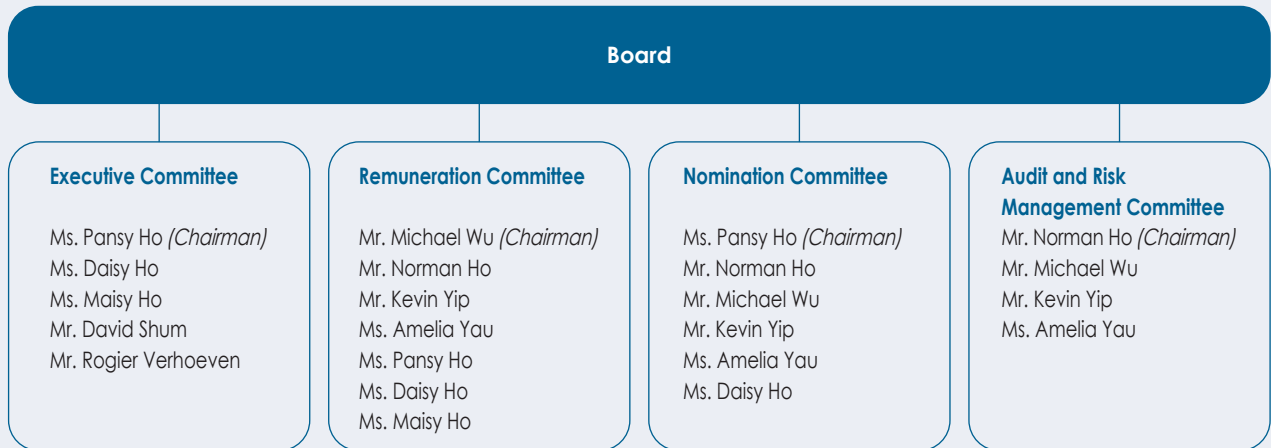 Board
Executive Committee
Ms. Pansy Ho (Chairman)
Ms. Daisy Ho
Ms. Maisy Ho
Mr. David Shum
Mr. Rogier Verhoeven
Remuneration Committee
Mr. Michael Wu (Chairman)
Mr. Norman Ho
Mr. Kevin Yip
Ms. Amelia Yau
Ms. Pansy Ho
Ms. Daisy Ho
Ms. Maisy Ho
Nomination Committee
Ms. Pansy Ho (Chairman)
Mr. Norman Ho
Mr. Michael Wu
Mr. Kevin Yip
Ms. Amelia Yau
Ms. Daisy Ho
Audit and Risk
Management Committee
Mr. Norman Ho (Chairman)
Mr. Michael Wu
Mr. Kevin Yip
Ms. Amelia Yau